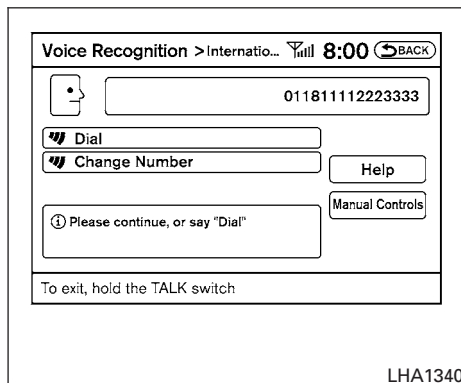 Voice Recognition > Internatio... 8:00 BACK
011811112223333
Dial
Change Number
Help
Manual Controls
Please continue, or say "Dial"
To exit, hold the TALK switch
LHA1340